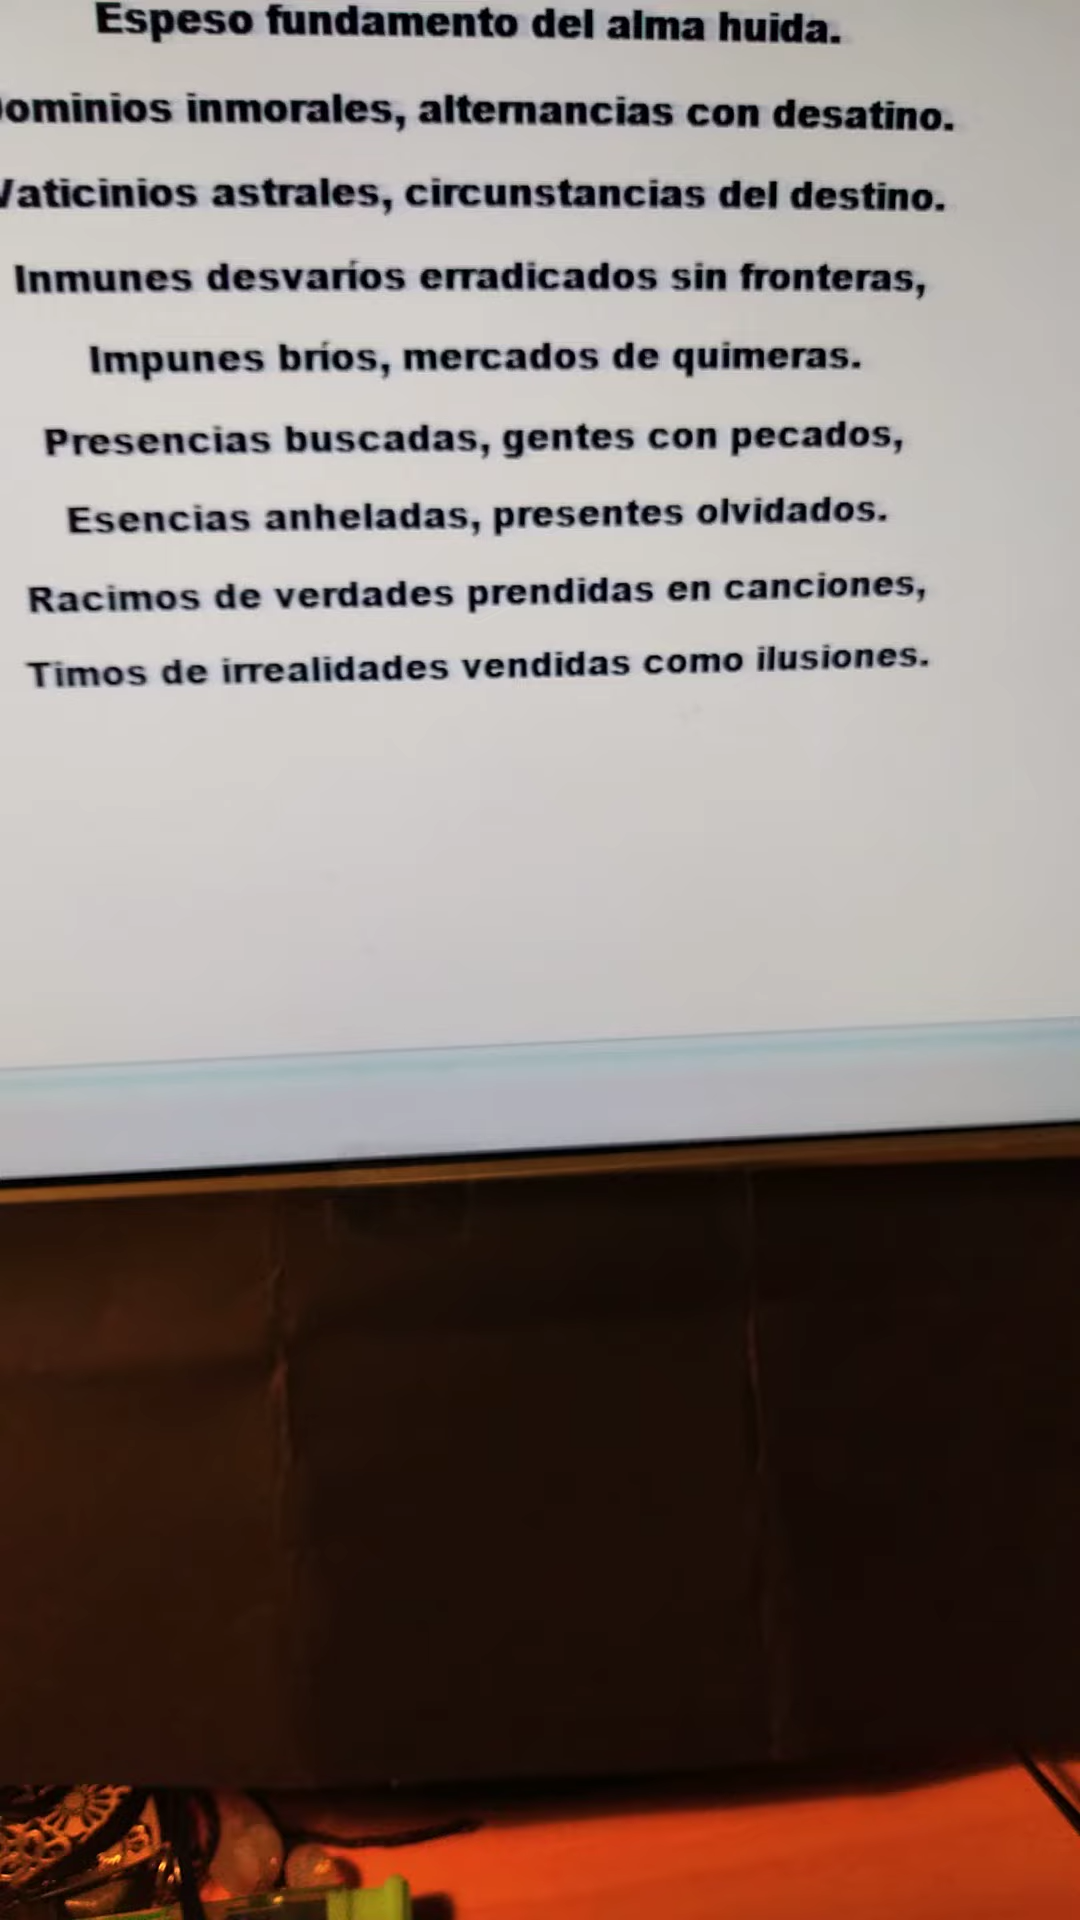 Espeso fundamento del alma huida.
Dominios inmorales, alternancias con desatino.
Vaticinios astrales, circunstancias del destino.
Inmunes desvaríos erradicados sin fronteras,
Impunes bríos, mercados de quimeras.
Presencias buscadas, gentes con pecados,
Esencias anheladas, presentes olvidados.
Racimos de verdades prendidas en canciones,
Timos de irrealidades vendidas como ilusiones.